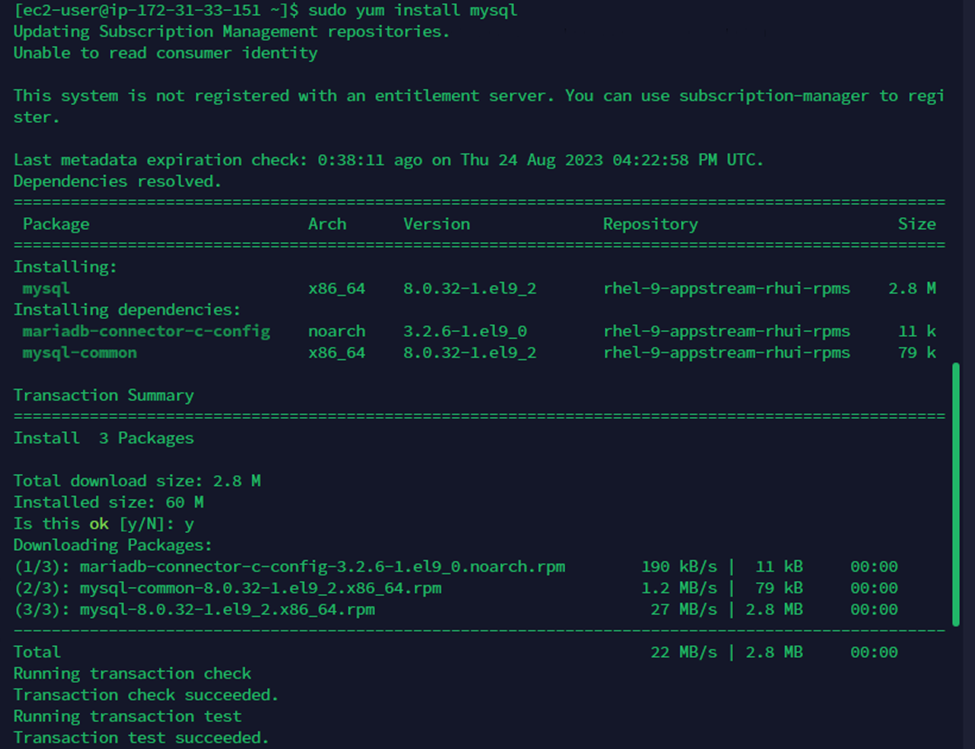 [ec2-user@ip-172-31-33-151 ~]$ sudo yum install mysql
Updating Subscription Management repositories.
Unable to read consumer identity
This system is not registered with an entitlement server. You can use subscription-manager to regi
ster.
Last metadata expiration check: 0:38:11 ago on Thu 24 Aug 2023 04:22:58 PM UTC.
Dependencies resolved.
================================================================================================
Package Arch Version Repository Size
================================================================================================
Installing:
mysql x86_64 8.0.32-1.el9_2 rhel-9-appstream-rhui-rpms 2.8 M
Installing dependencies:
mariadb-connector-c-config noarch 3.2.6-1.el9_0 rhel-9-appstream-rhui-rpms 11 k
mysql-common x86_64 8.0.32-1.el9_2 rhel-9-appstream-rhui-rpms 79 k
Transaction Summary
================================================================================================
Install 3 Packages
Total download size: 2.8 M
Installed size: 60 M
Is this ok [y/N]: y
Downloading Packages:
(1/3): mariadb-connector-c-config-3.2.6-1.el9_0.noarch.rpm 190 kB/s | 11 kB 00:00
(2/3): mysql-common-8.0.32-1.el9_2.x86_64.rpm 1.2 MB/s | 79 kB 00:00
(3/3): mysql-8.0.32-1.el9_2.x86_64.rpm 27 MB/s | 2.8 MB 00:00
------------------------------------------------------------------------------------------------
Total 22 MB/s | 2.8 MB 00:00
Running transaction check
Transaction check succeeded.
Running transaction test
Transaction test succeeded.